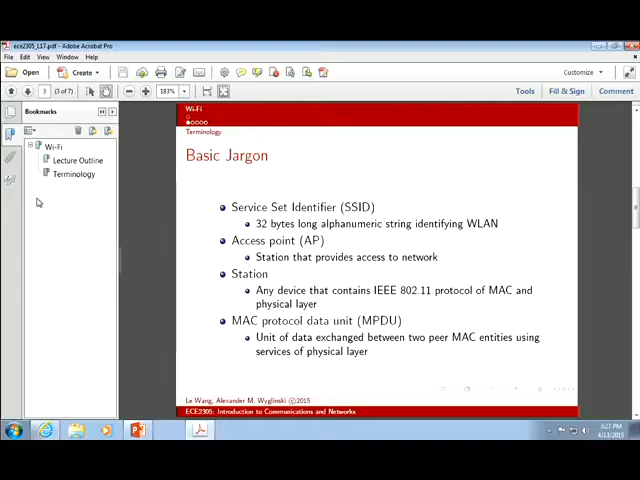 ece2305_L17.pdf - Adobe Acrobat Pro
File Edit View Window Help
Open Create Customize
3 (3 of 7) 183% Tools Fill & Sign Comment
Bookmarks
Wi-Fi
Lecture Outline
Terminology
Wi-Fi
Terminology
Basic Jargon
Service Set Identifier (SSID)
32 bytes long alphanumeric string identifying WLAN
Access point (AP)
Station that provides access to network
Station
Any device that contains IEEE 802.11 protocol of MAC and
physical layer
MAC protocol data unit (MPDU)
Unit of data exchanged between two peer MAC entities using
services of physical layer
Le Wang, Alexander M. Wyglinski ©2015
ECE2305: Introduction to Communications and Networks
3:27 PM
4/13/2015